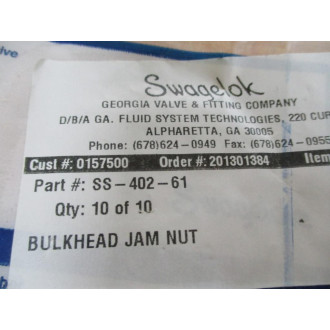 Swagelok
GEORGIA VALVE & FITTING COMPANY
D/B/A GA. FLUID SYSTEM TECHNOLOGIES, 220 CUR
ALPHARETTA, GA 30005
Phone: (678)624-0949 Fax: (678)624-0955
Cust #: 0157500 Order #: 201301384 Item
Part #: SS-402-61
Qty: 10 of 10
BULKHEAD JAM NUT